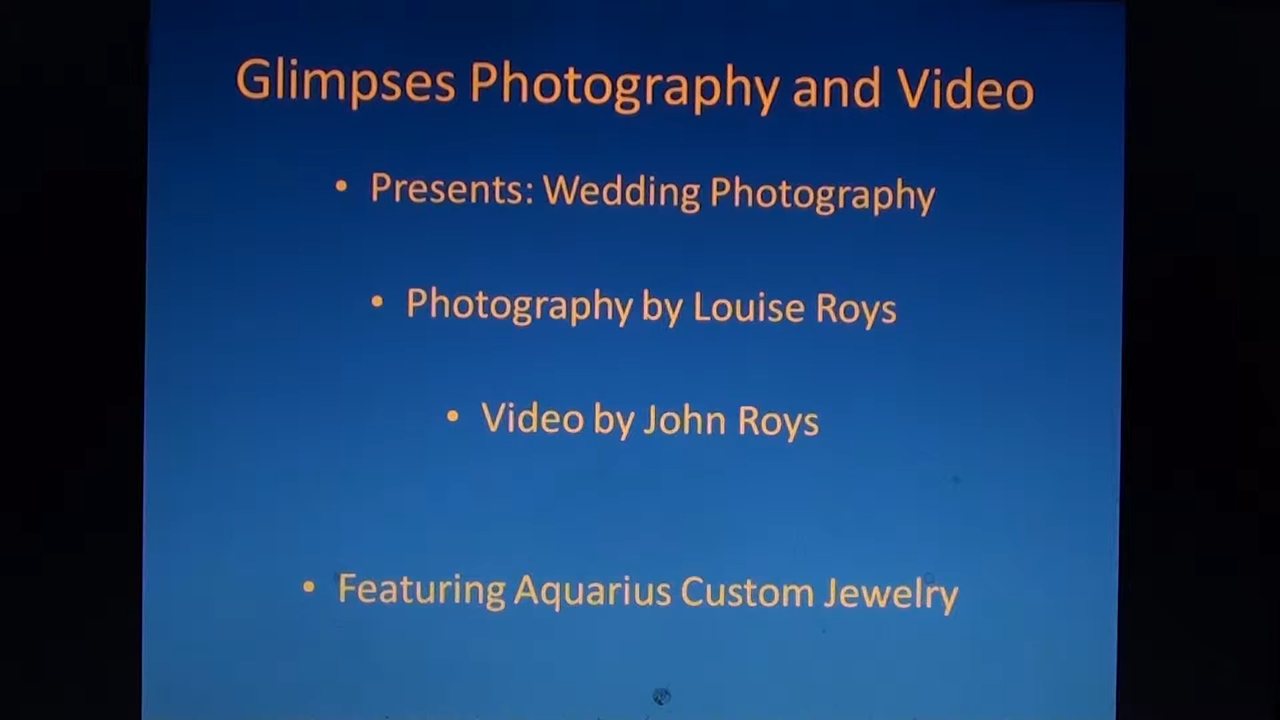 Glimpses Photography and Video
• Presents: Wedding Photography
• Photography by Louise Roys
• Video by John Roys
• Featuring Aquarius Custom Jewelry